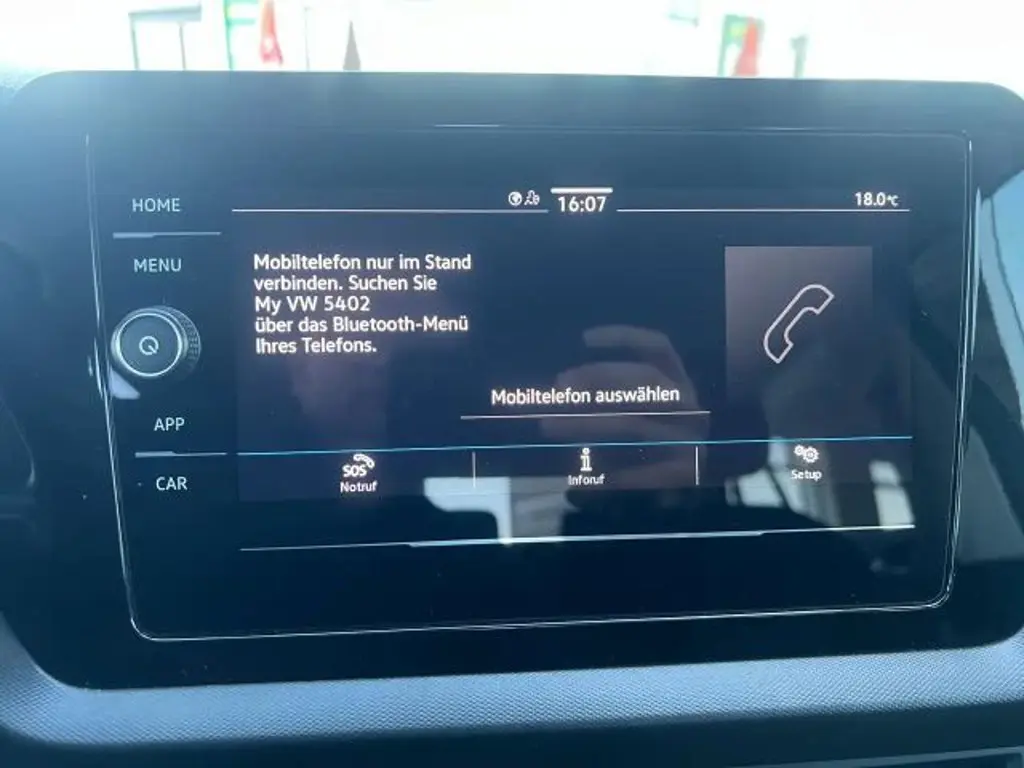 HOME
MENU
APP
CAR
16:07
18.0°C
Mobiltelefon nur im Stand
verbinden. Suchen Sie
My VW 5402
über das Bluetooth-Menü
Ihres Telefons.
Mobiltelefon auswählen
SOS
Notruf
Inforuf
Setup